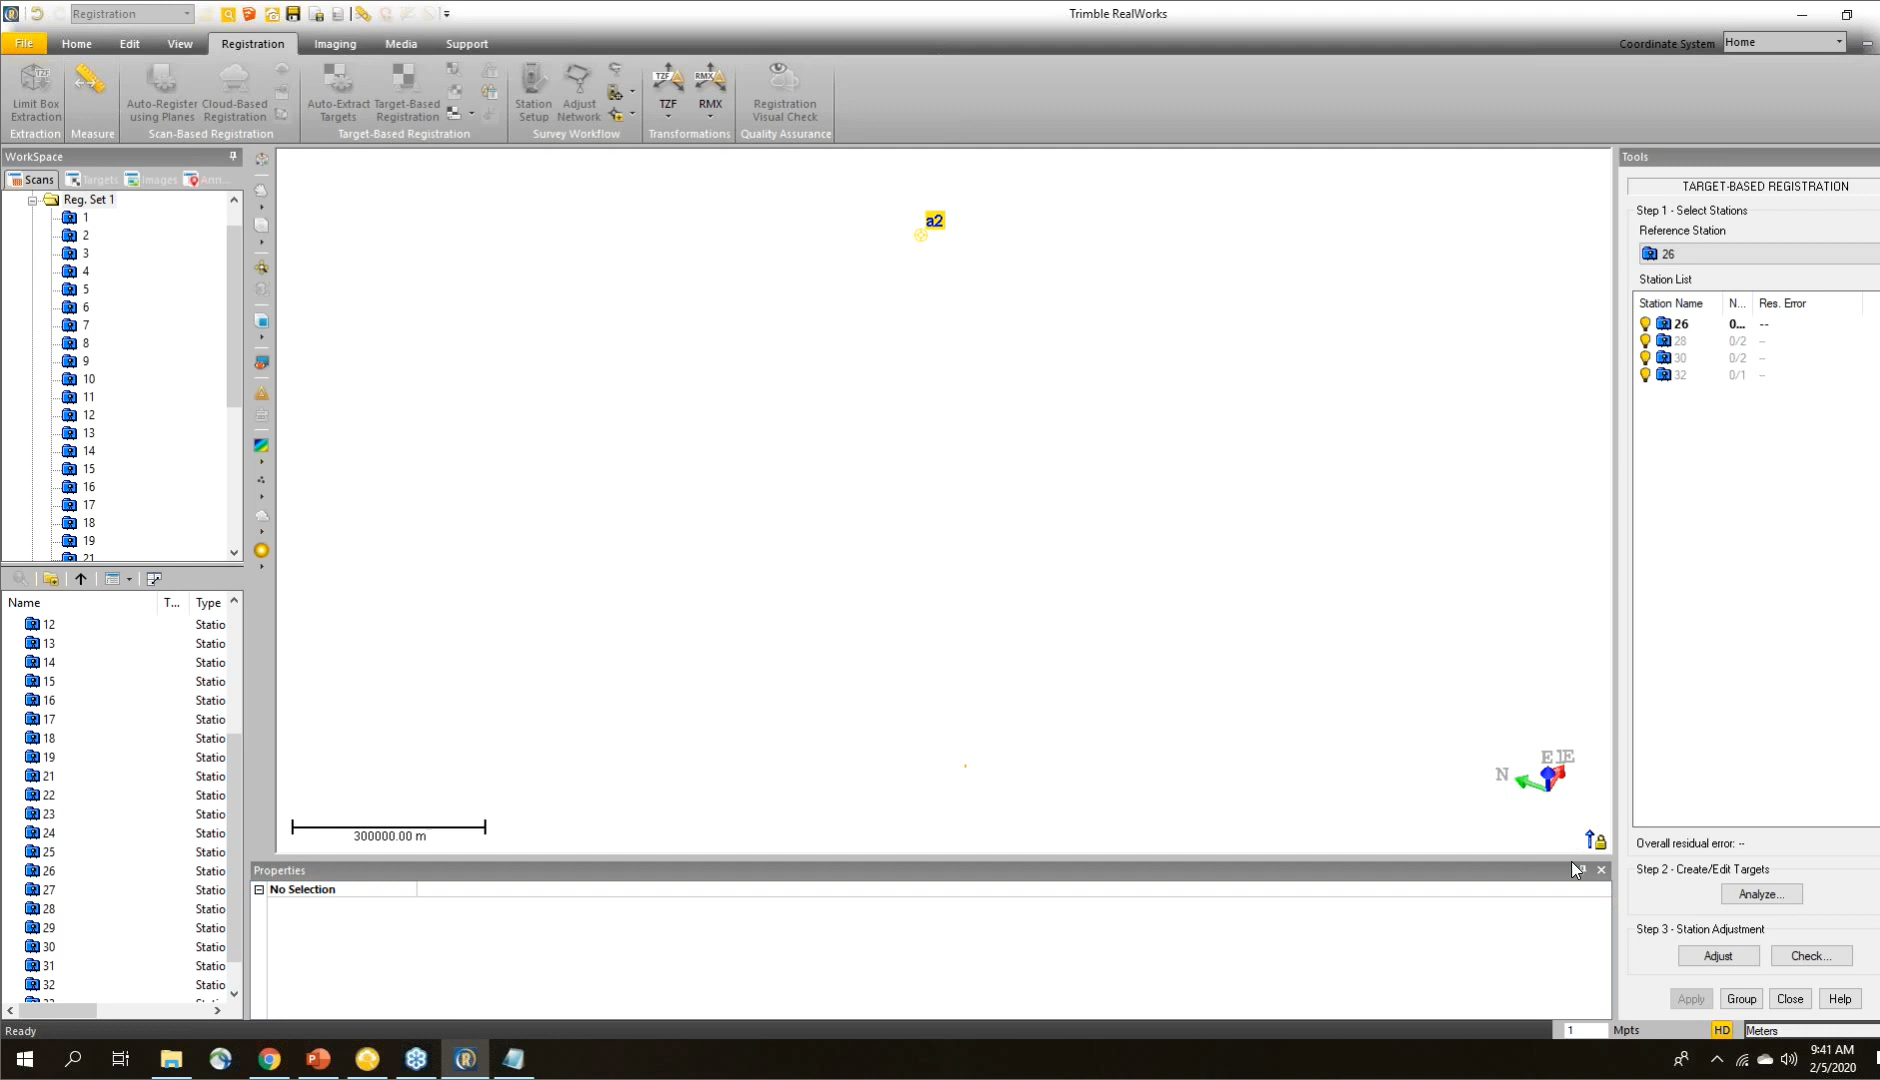 Registration
Trimble RealWorks
File
Home
Edit
View
Registration
Imaging
Media
Support
Coordinate System
Home
Limit Box
Extraction
Auto-Register
using Planes
Cloud-Based
Registration
Auto-Extract
Targets
Target-Based
Registration
Station
Setup
Adjust
Network
TZF
RMX
Registration
Visual Check
Extraction
Measure
Scan-Based Registration
Target-Based Registration
Survey Workflow
Transformations
Quality Assurance
WorkSpace
Scans
Targets
Images
Ann...
Reg. Set 1
1
2
3
4
5
6
7
8
9
10
11
12
13
14
15
16
17
18
19
21
Name
T...
Type
12 Statio
13 Statio
14 Statio
15 Statio
16 Statio
17 Statio
18 Statio
19 Statio
21 Statio
22 Statio
23 Statio
24 Statio
25 Statio
26 Statio
27 Statio
28 Statio
29 Statio
30 Statio
31 Statio
32 Statio
a2
300000.00 m
N
Properties
No Selection
Tools
TARGET-BASED REGISTRATION
Step 1 - Select Stations
Reference Station
26
Station List
Station Name N... Res. Error
26 0... --
28 0/2 --
30 0/2 --
32 0/1 --
Overall residual error: --
Step 2 - Create/Edit Targets
Analyze...
Step 3 - Station Adjustment
Adjust
Check...
Apply
Group
Close
Help
Ready
1
Mpts
HD
Meters
9:41 AM
2/5/2020